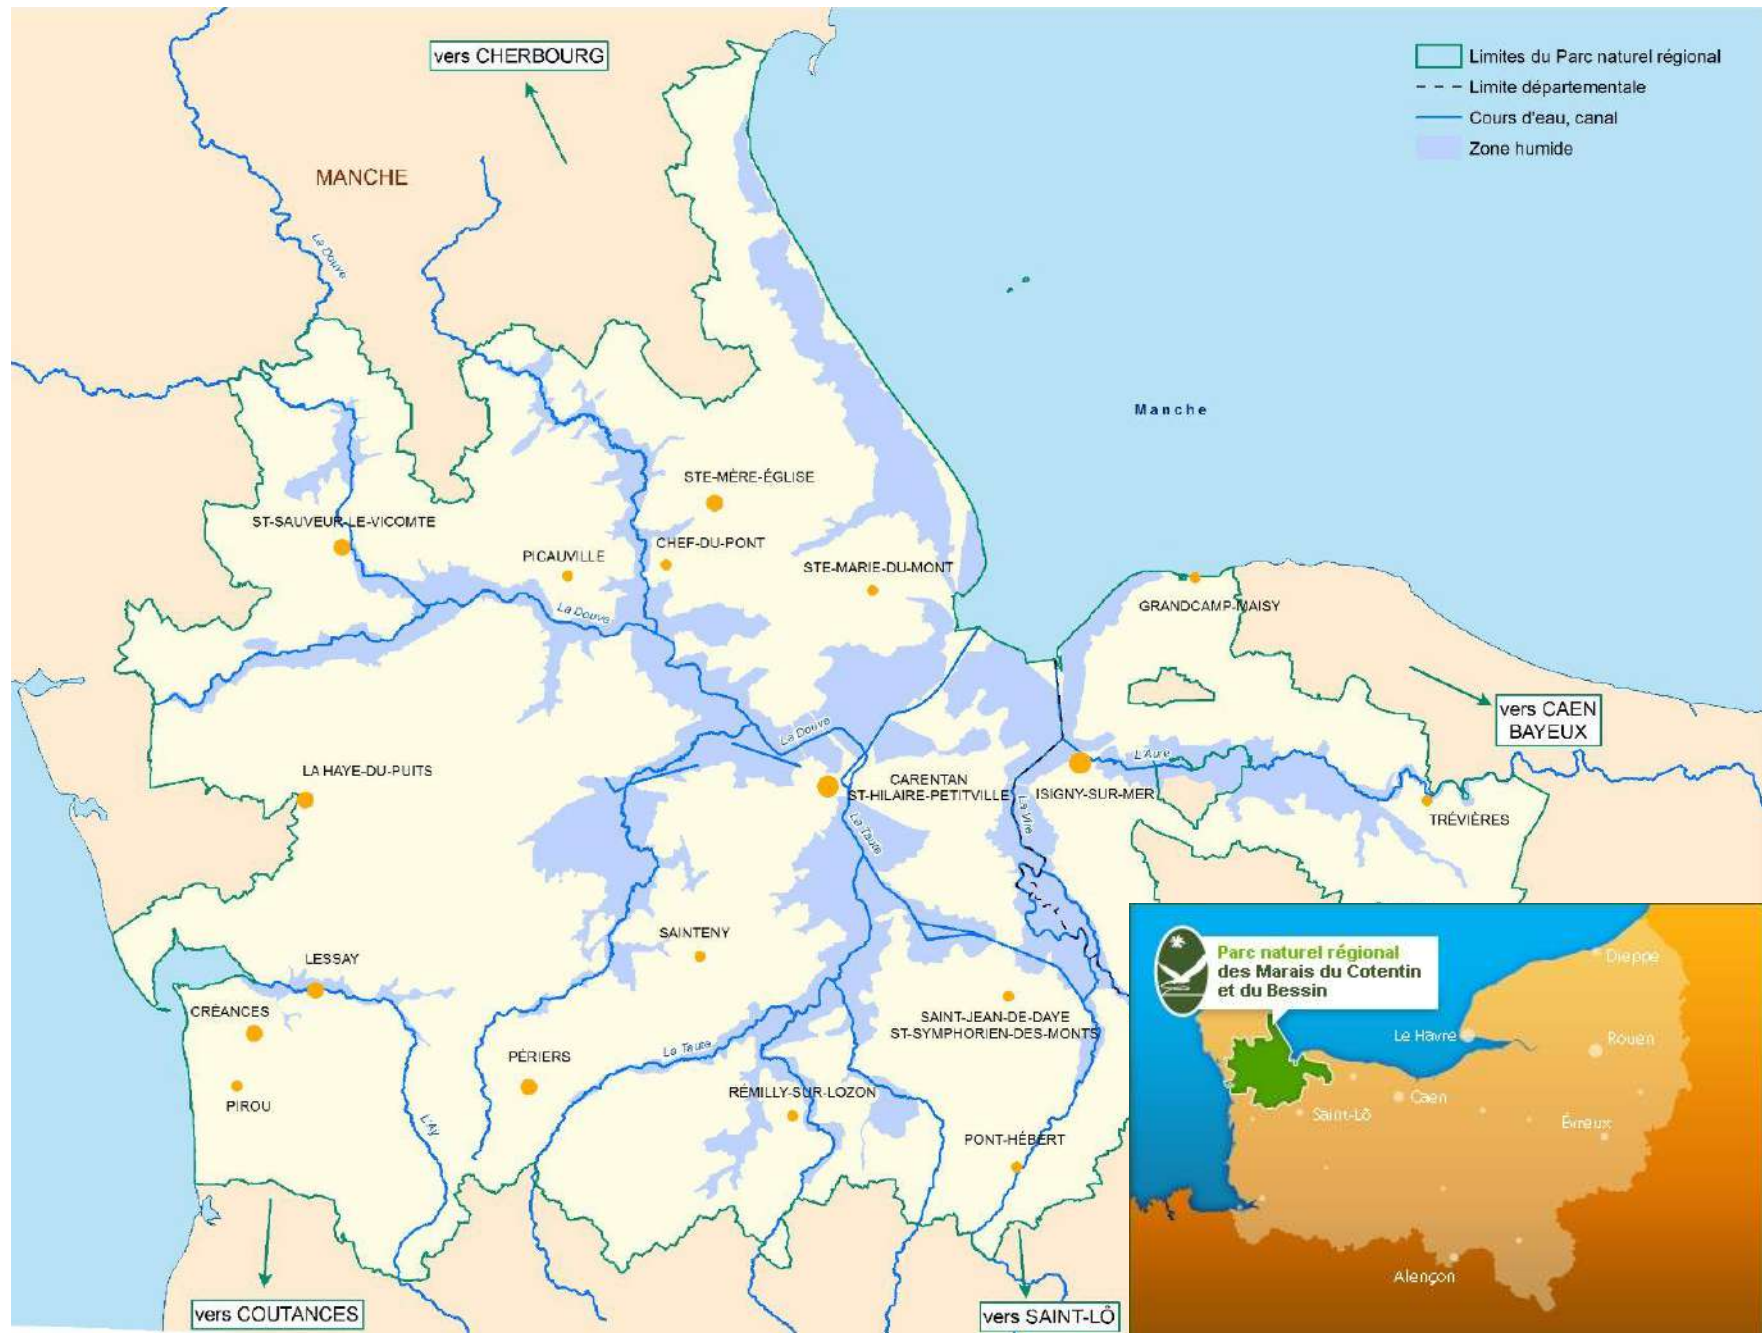 vers CHERBOURG
Limites du Parc naturel régional
Limite départementale
Cours d'eau, canal
Zone humide
MANCHE
La Douve
Manche
STE-MÈRE-ÉGLISE
ST-SAUVEUR-LE-VICOMTE
CHEF-DU-PONT
PICAUVILLE
STE-MARIE-DU-MONT
GRANDCAMP-MAISY
La Douve
vers CAEN
BAYEUX
La Douve
L'Aure
LA HAYE-DU-PUITS
CARENTAN
ST-HILAIRE-PETITVILLE
ISIGNY-SUR-MER
La Vire
TRÉVIÈRES
La Taute
SAINTENY
LESSAY
CRÉANCES
SAINT-JEAN-DE-DAYE
ST-SYMPHORIEN-DES-MONTS
La Taute
PÉRIERS
RÉMILLY-SUR-LOZON
PIROU
L'Ay
PONT-HÉBERT
vers COUTANCES
vers SAINT-LÔ
Parc naturel régional
des Marais du Cotentin
et du Bessin
Dieppe
Le Havre
Rouen
Caen
Saint-Lô
Évreux
Alençon